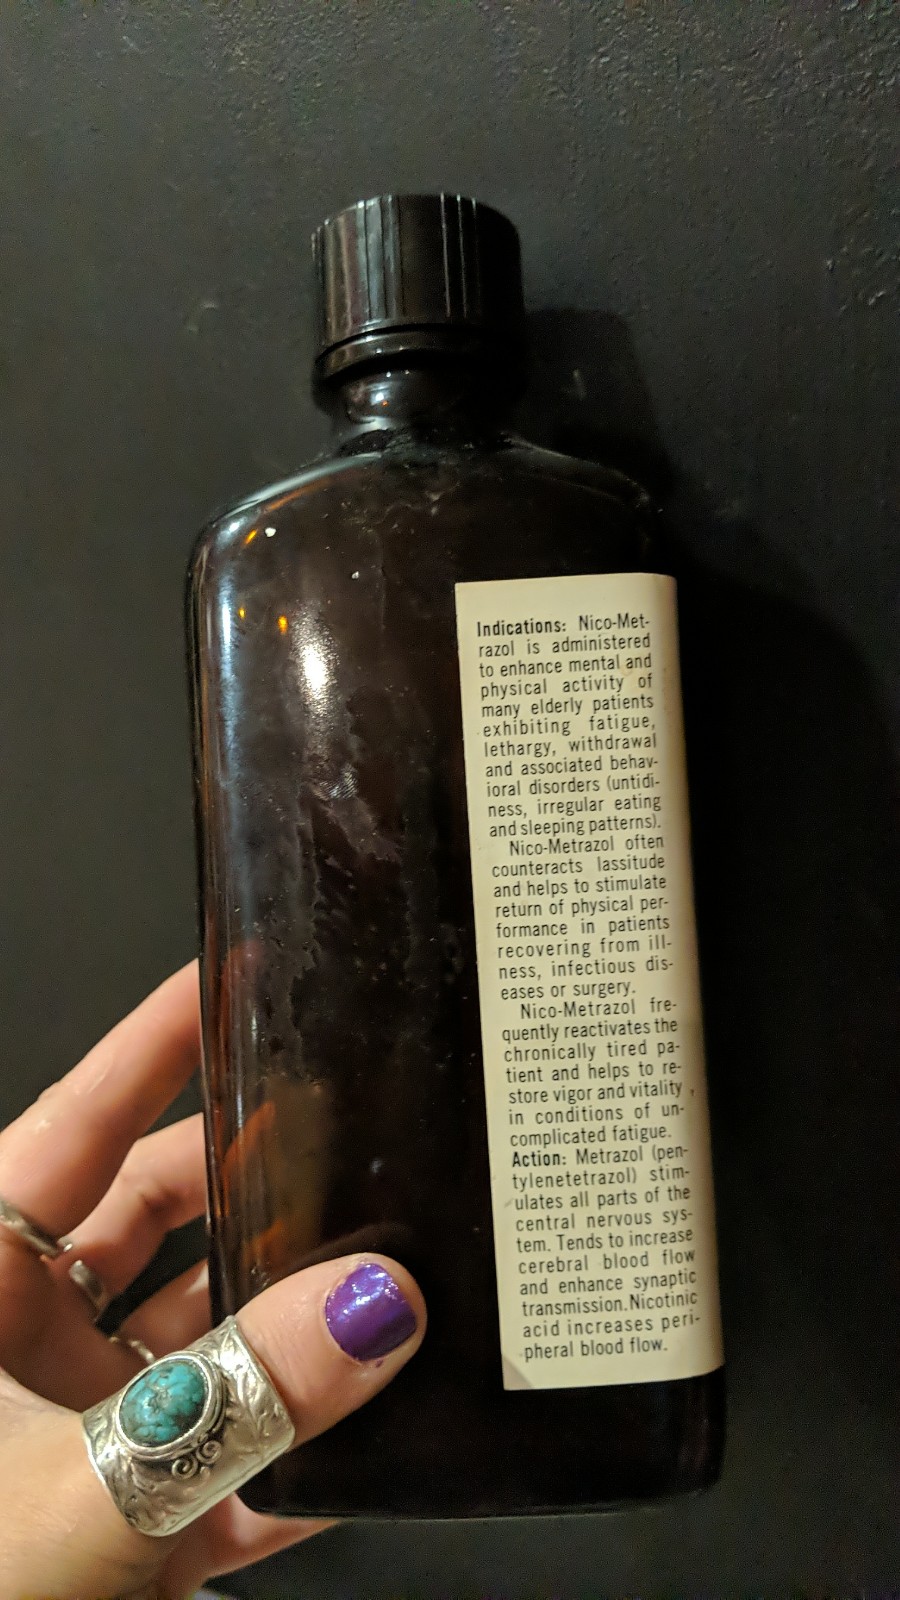 Indications: Nico-Met-
razol is administered
to enhance mental and
physical activity of
many elderly patients
exhibiting fatigue,
lethargy, withdrawal
and associated behav-
ioral disorders (untidi-
ness, irregular eating
and sleeping patterns).
Nico-Metrazol often
counteracts lassitude
and helps to stimulate
return of physical per-
formance in patients
recovering from ill-
ness, infectious dis-
eases or surgery.
Nico-Metrazol fre-
quently reactivates the
chronically tired pa-
tient and helps to re-
store vigor and vitality
in conditions of un-
complicated fatigue.
Action: Metrazol (pen-
tylenetetrazol) stim-
ulates all parts of the
central nervous sys-
tem. Tends to increase
cerebral blood flow
and enhance synaptic
transmission. Nicotinic
acid increases peri-
pheral blood flow.